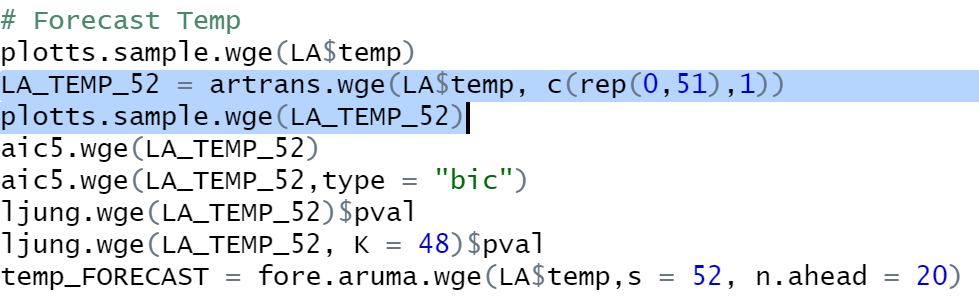 # Forecast Temp
plotts.sample.wge(LA$temp)
LA_TEMP_52 = artrans.wge(LA$temp, c(rep(0,51),1))
plotts.sample.wge(LA_TEMP_52)
aic5.wge(LA_TEMP_52)
aic5.wge(LA_TEMP_52,type = "bic")
ljung.wge(LA_TEMP_52)$pval
ljung.wge(LA_TEMP_52, K = 48)$pval
temp_FORECAST = fore.aruma.wge(LA$temp,s = 52, n.ahead = 20)